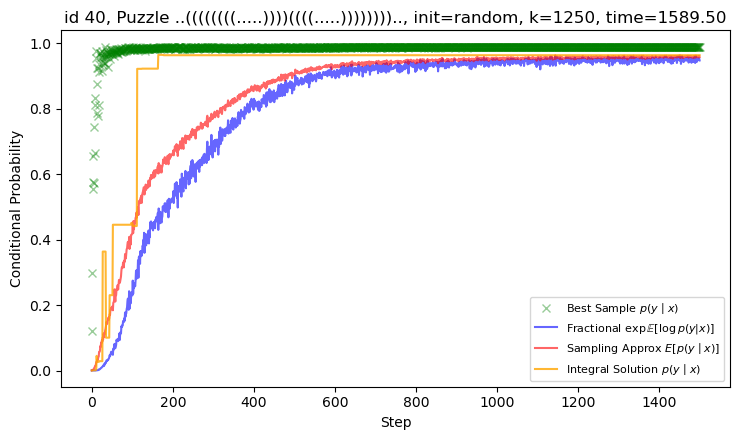 id 40, Puzzle ..((((((((.....))))((((.....)))))))).., init=random, k=1250, time=1589.50
1.0
0.8
0.6
0.4
0.2
0.0
Conditional Probability
0
200
400
600
800
1000
1200
1400
Step
Best Sample p(y | x)
Fractional exp 𝔼[log p(y|x)]
Sampling Approx E[p(y | x)]
Integral Solution p(y | x)